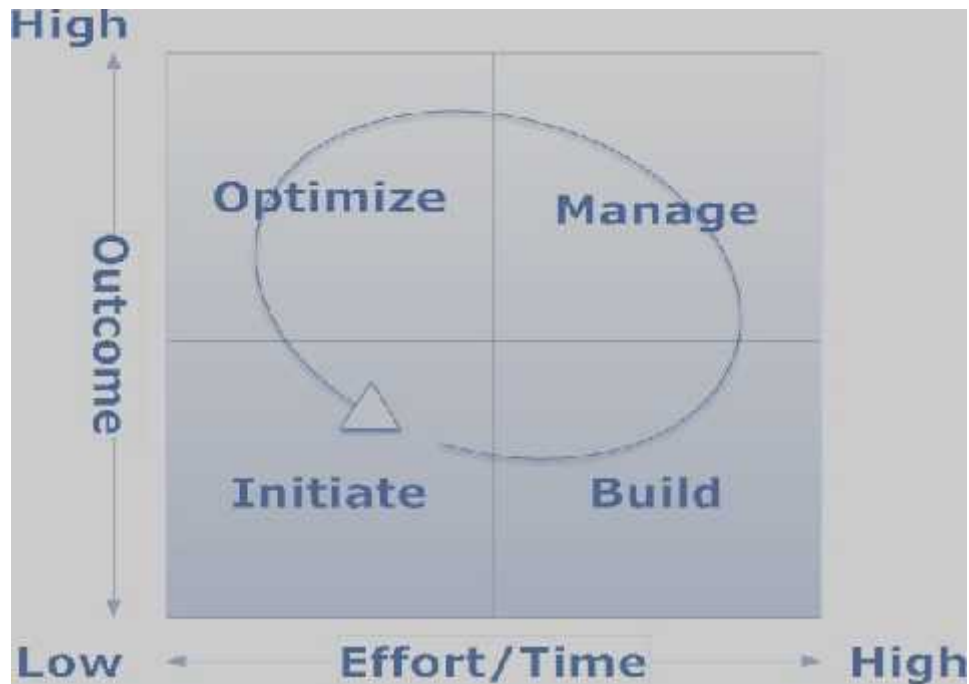 High
Optimize
Manage
Outcome
Initiate
Build
Low
Effort/Time
High